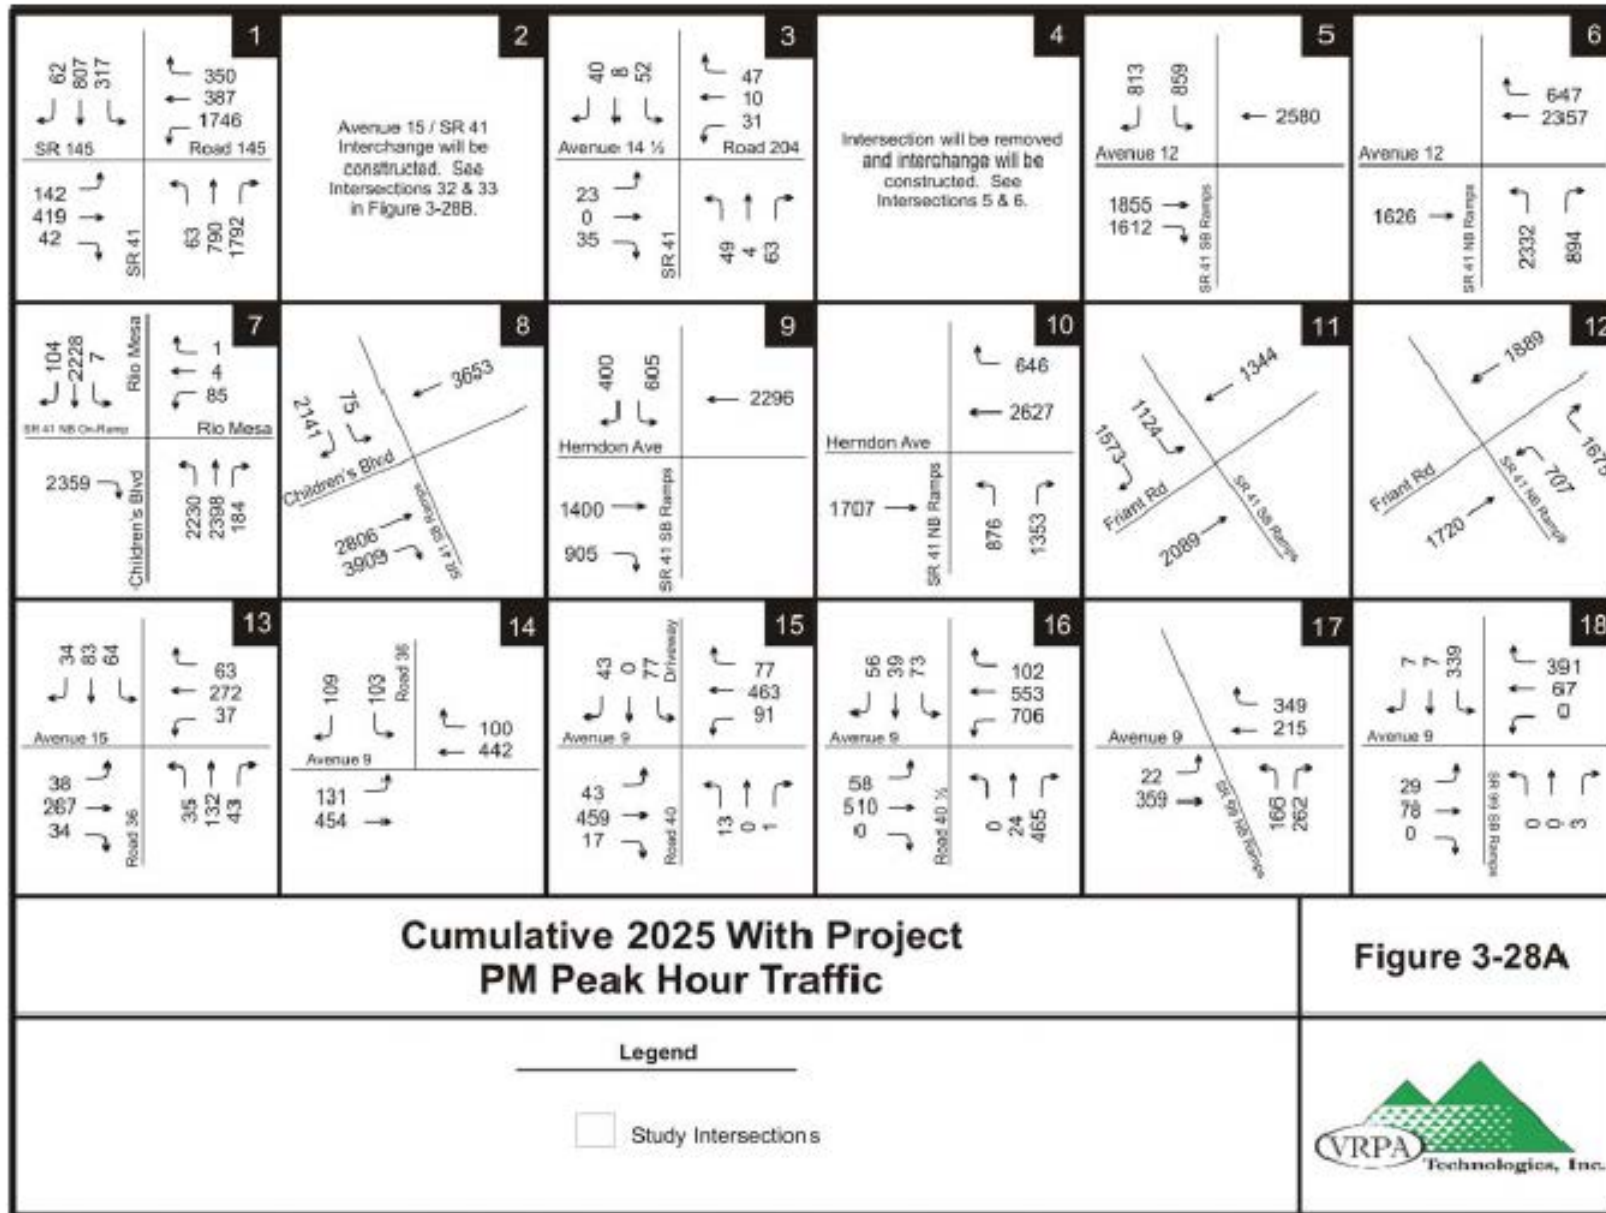 1
62 807 317
350
387
1746
SR 145
Road 145
142
419
42
SR 41
63 790 1792
2
Avenue 15 / SR 41
Interchange will be
constructed. See
Intersections 32 & 33
in Figure 3-28B.
3
40 8 52
47
10
31
Avenue 14 ½
Road 204
23
0
35
SR 41
49 4 63
4
Intersection will be removed
and interchange will be
constructed. See
Intersections 5 & 6.
5
813 859
2580
Avenue 12
1855
1612
SR 41 SB Ramps
6
647
2357
Avenue 12
1626
SR 41 NB Ramps
2332 894
7
104 2228 7
Rio Mesa
1
4
85
SR 41 NB On-Ramp
Rio Mesa
2359
Children's Blvd
2230 2398 184
8
3653
2141 75
Children's Blvd
SR 41 SB Ramps
2806
3909
9
400 605
2296
Herndon Ave
1400
905
SR 41 SB Ramps
10
646
2627
Herndon Ave
1707
SR 41 NB Ramps
876 1353
11
1344
1573 1124
Friant Rd
SR 41 SB Ramps
2089
12
1889
1675
707
Friant Rd
SR 41 NB Ramps
1720
13
34 83 64
63
272
37
Avenue 15
38
267
34
Road 36
35 132 43
14
109 103
Road 36
100
442
Avenue 9
131
454
15
43 0 77
Driveway
77
463
91
Avenue 9
43
459
17
Road 40
13 0 1
16
56 39 73
102
553
706
Avenue 9
58
510
0
Road 40 ½
0 24 465
17
349
215
Avenue 9
22
359
SR 99 NB Ramps
166 262
18
7 7 339
391
67
0
Avenue 9
29
78
0
SR 99 SB Ramps
0 0 3
Cumulative 2025 With Project
PM Peak Hour Traffic
Figure 3-28A
Legend
Study Intersections
VRPA
Technologies, Inc.